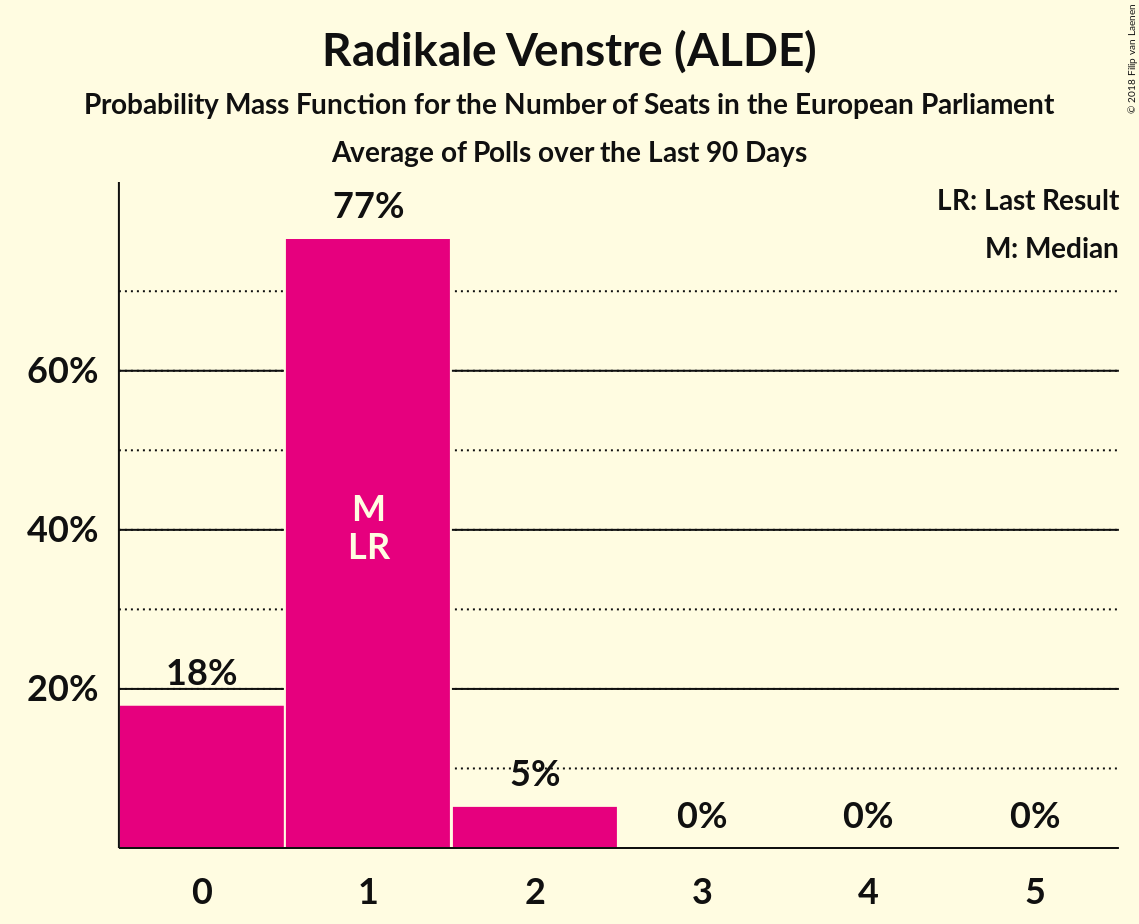 Radikale Venstre (ALDE)
Probability Mass Function for the Number of Seats in the European Parliament
Average of Polls over the Last 90 Days
© 2018 Filip van Laenen
LR: Last Result
M: Median
77%
60%
M
40%
LR
18%
20%
5%
0%
0%
0%
0
1
2
3
4
5